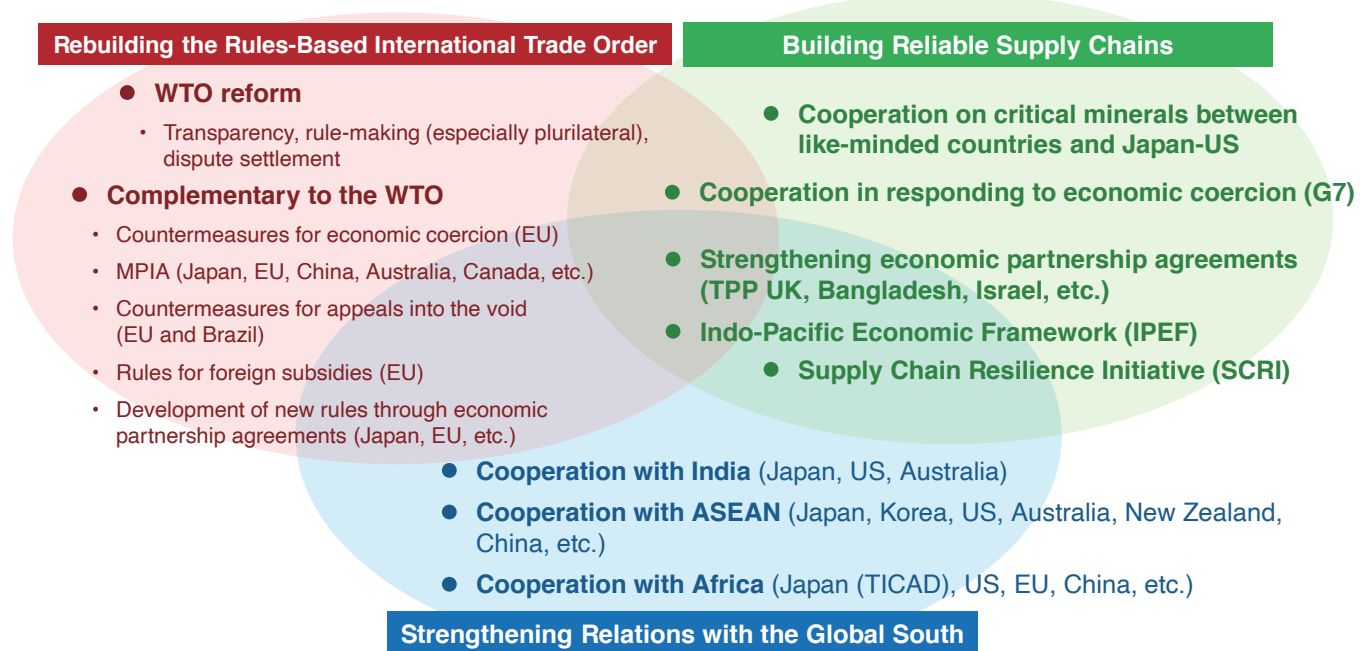 Rebuilding the Rules-Based International Trade Order
● WTO reform
・ Transparency, rule-making (especially plurilateral),
dispute settlement
● Complementary to the WTO
・ Countermeasures for economic coercion (EU)
・ MPIA (Japan, EU, China, Australia, Canada, etc.)
・ Countermeasures for appeals into the void
(EU and Brazil)
・ Rules for foreign subsidies (EU)
・ Development of new rules through economic
partnership agreements (Japan, EU, etc.)
Building Reliable Supply Chains
● Cooperation on critical minerals between
like-minded countries and Japan-US
● Cooperation in responding to economic coercion (G7)
● Strengthening economic partnership agreements
(TPP UK, Bangladesh, Israel, etc.)
● Indo-Pacific Economic Framework (IPEF)
● Supply Chain Resilience Initiative (SCRI)
● Cooperation with India (Japan, US, Australia)
● Cooperation with ASEAN (Japan, Korea, US, Australia, New Zealand,
China, etc.)
● Cooperation with Africa (Japan (TICAD), US, EU, China, etc.)
Strengthening Relations with the Global South